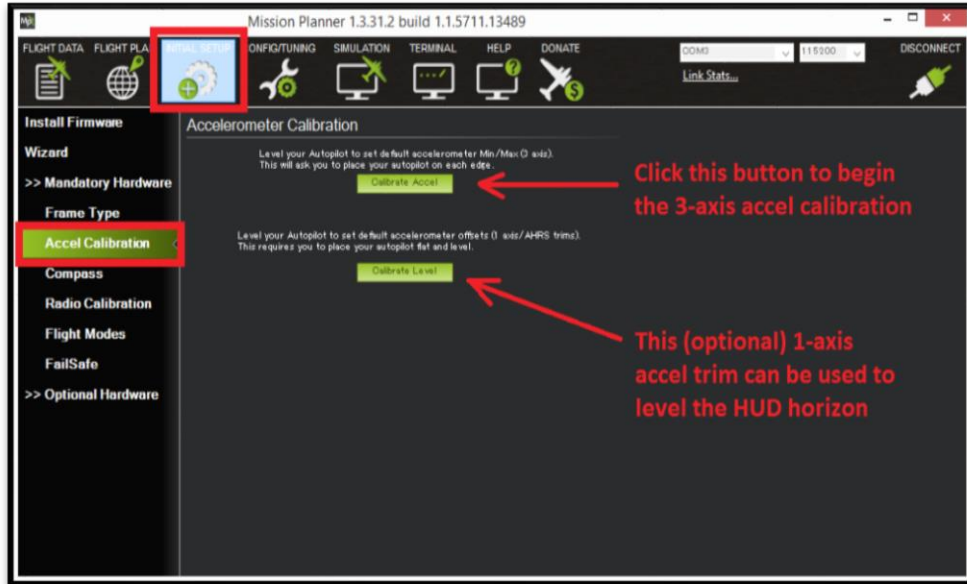 Mission Planner 1.3.31.2 build 1.1.5711.13489
FLIGHT DATA FLIGHT PLA INITIAL SETUP ONFIG/TUNING SIMULATION TERMINAL HELP DONATE COM3 115200 DISCONNECT
Link Stats...
Install Firmware
Accelerometer Calibration
Wizard
Level your Autopilot to set default accelerometer Min/Max (3 axis).
This will ask you to place your autopilot on each edge.
>> Mandatory Hardware
Calibrate Accel
Click this button to begin
the 3-axis accel calibration
Frame Type
Accel Calibration
Level your Autopilot to set default accelerometer offsets (1 axis/AHRS trims).
This requires you to place your autopilot flat and level.
Compass
Calibrate Level
Radio Calibration
Flight Modes
This (optional) 1-axis
accel trim can be used to
level the HUD horizon
FailSafe
>> Optional Hardware